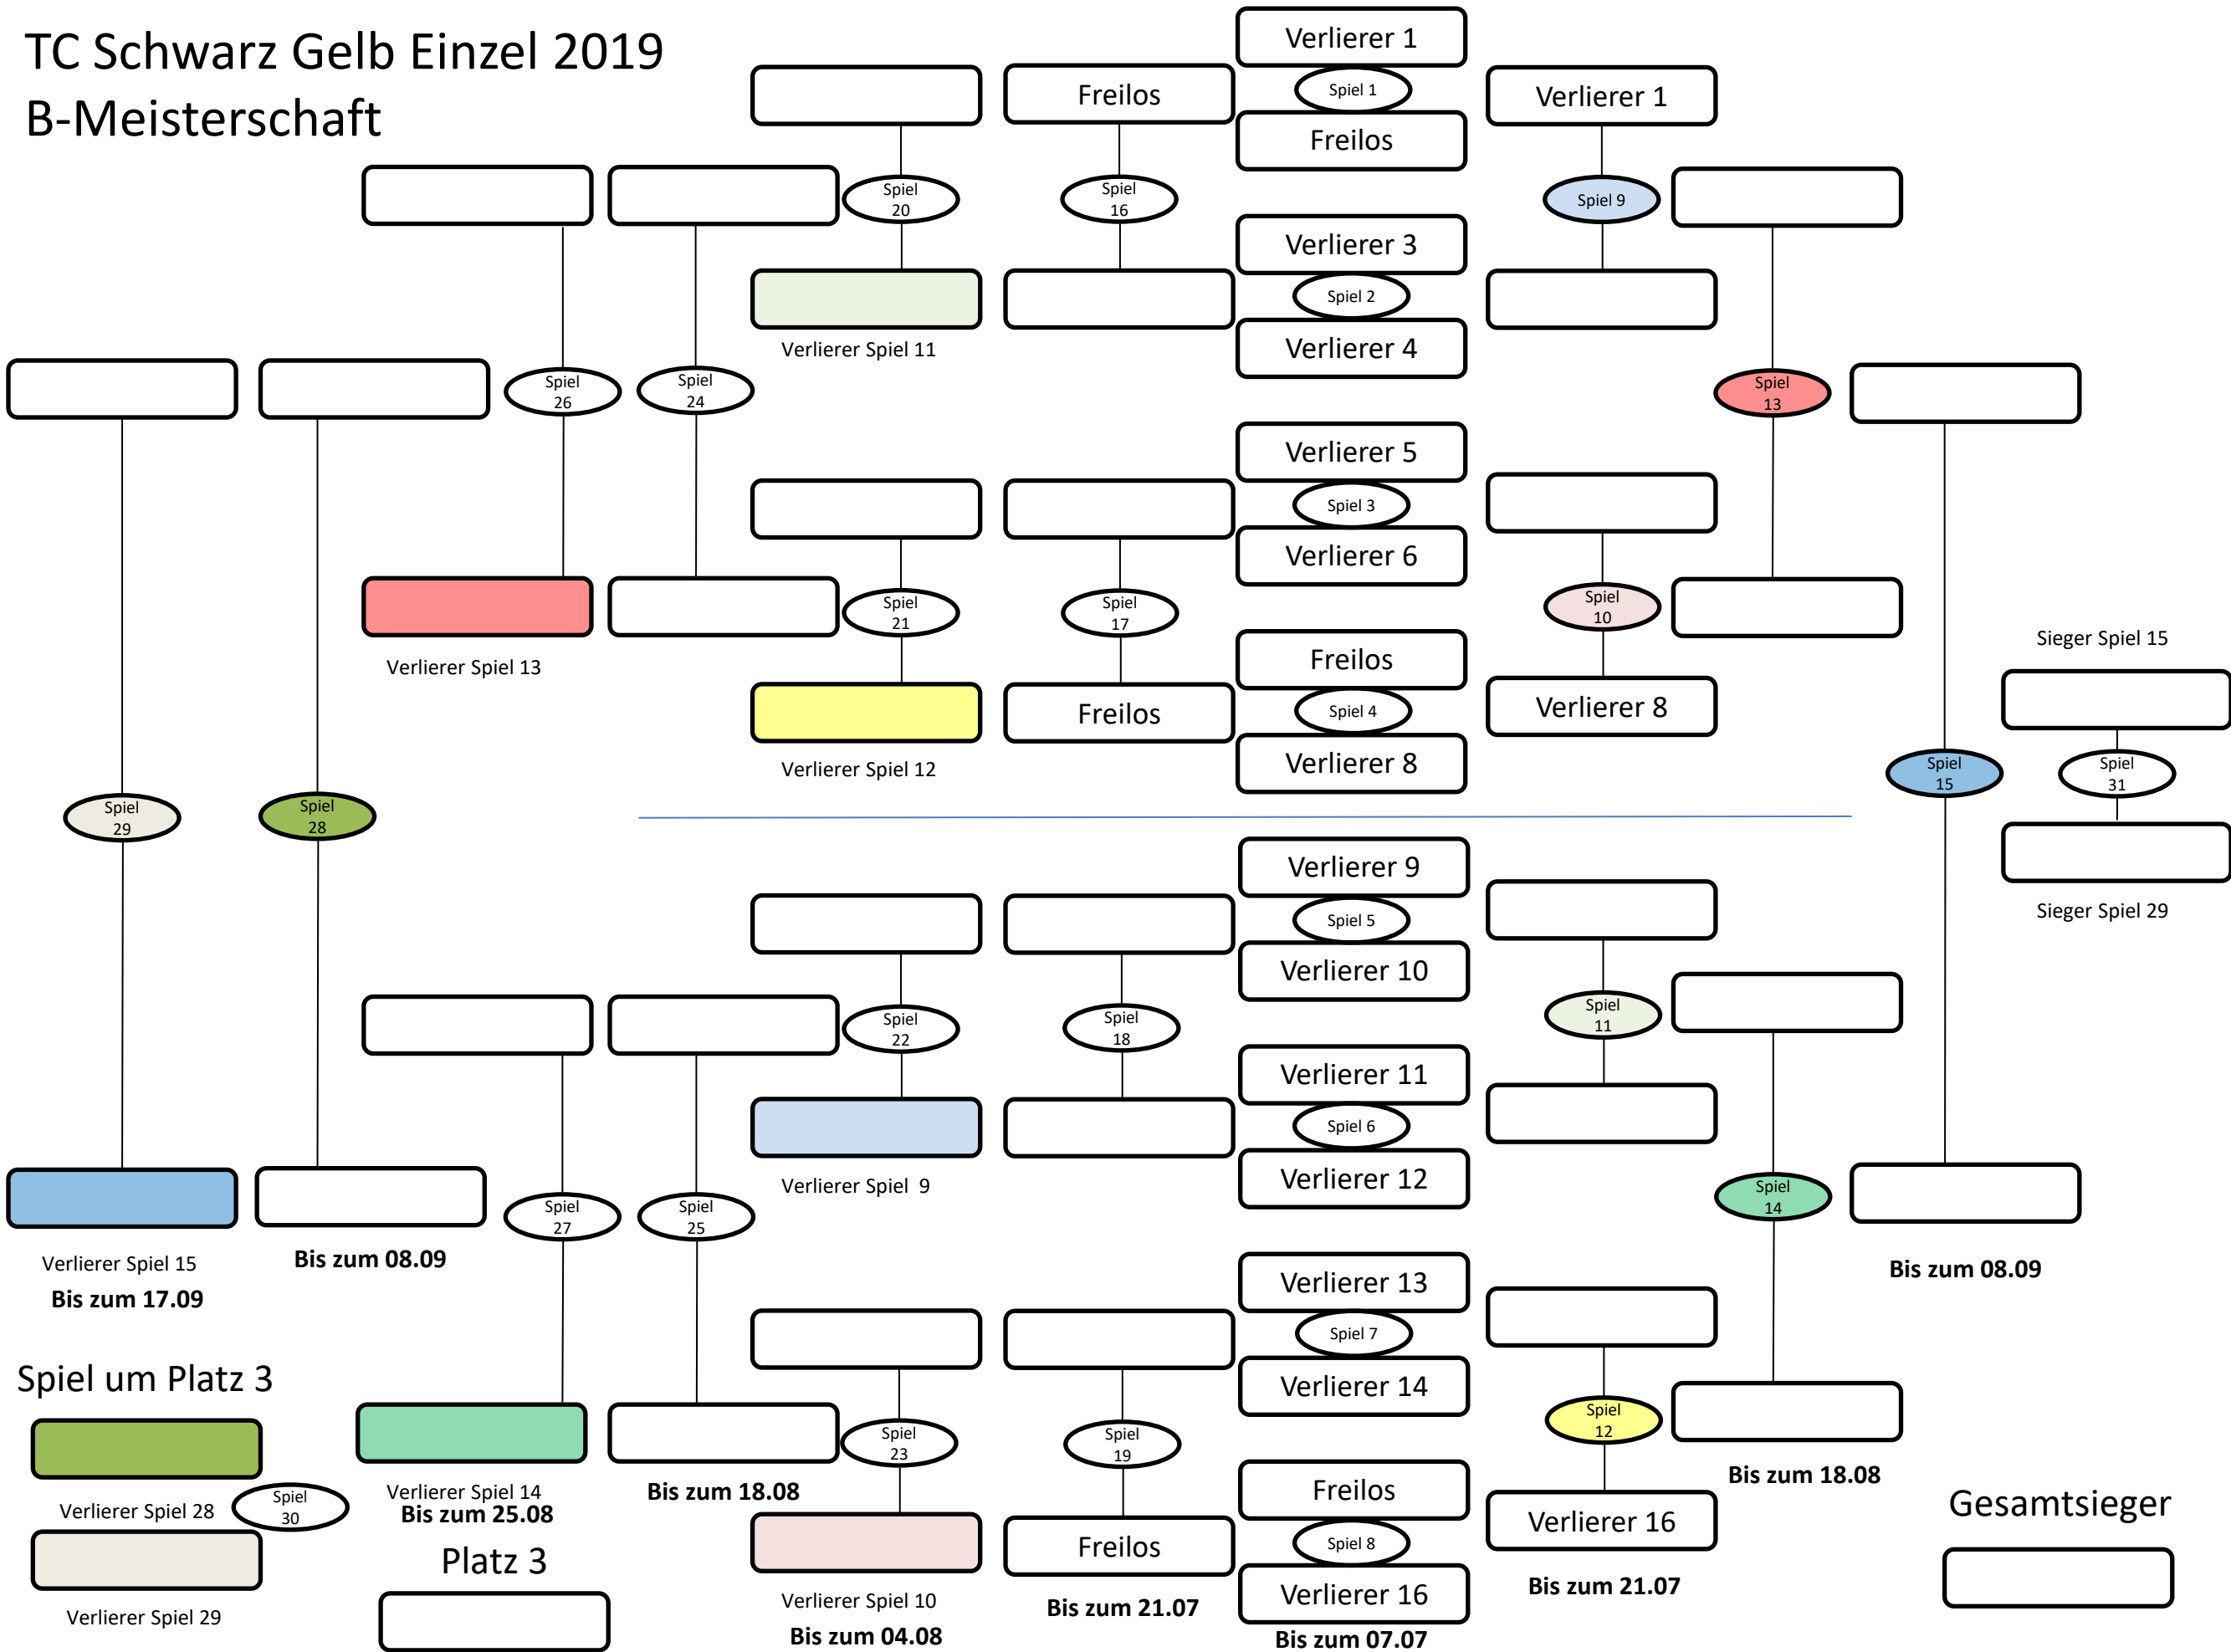 TC Schwarz Gelb Einzel 2019
B-Meisterschaft
Verlierer 1
Spiel 1
Freilos
Freilos
Verlierer 1
Spiel
20
Spiel
16
Spiel 9
Verlierer 3
Spiel 2
Verlierer 4
Verlierer Spiel 11
Spiel
26
Spiel
24
Spiel
13
Verlierer 5
Spiel 3
Verlierer 6
Spiel
21
Spiel
17
Spiel
10
Verlierer Spiel 13
Freilos
Spiel 4
Verlierer 8
Freilos
Verlierer 8
Verlierer Spiel 12
Sieger Spiel 15
Spiel
15
Spiel
31
Sieger Spiel 29
Spiel
29
Spiel
28
Verlierer 9
Spiel 5
Verlierer 10
Spiel
22
Spiel
18
Spiel
11
Verlierer 11
Spiel 6
Verlierer 12
Verlierer Spiel  9
Spiel
27
Spiel
25
Spiel
14
Verlierer Spiel 15
Bis zum 17.09
Bis zum 08.09
Bis zum 08.09
Verlierer 13
Spiel 7
Verlierer 14
Spiel um Platz 3
Spiel
23
Spiel
19
Spiel
12
Verlierer Spiel 28
Spiel
30
Verlierer Spiel 29
Verlierer Spiel 14
Bis zum 25.08
Bis zum 18.08
Platz 3
Freilos
Spiel 8
Verlierer 16
Freilos
Verlierer 16
Bis zum 18.08
Gesamtsieger
Verlierer Spiel 10
Bis zum 04.08
Bis zum 21.07
Bis zum 07.07
Bis zum 21.07